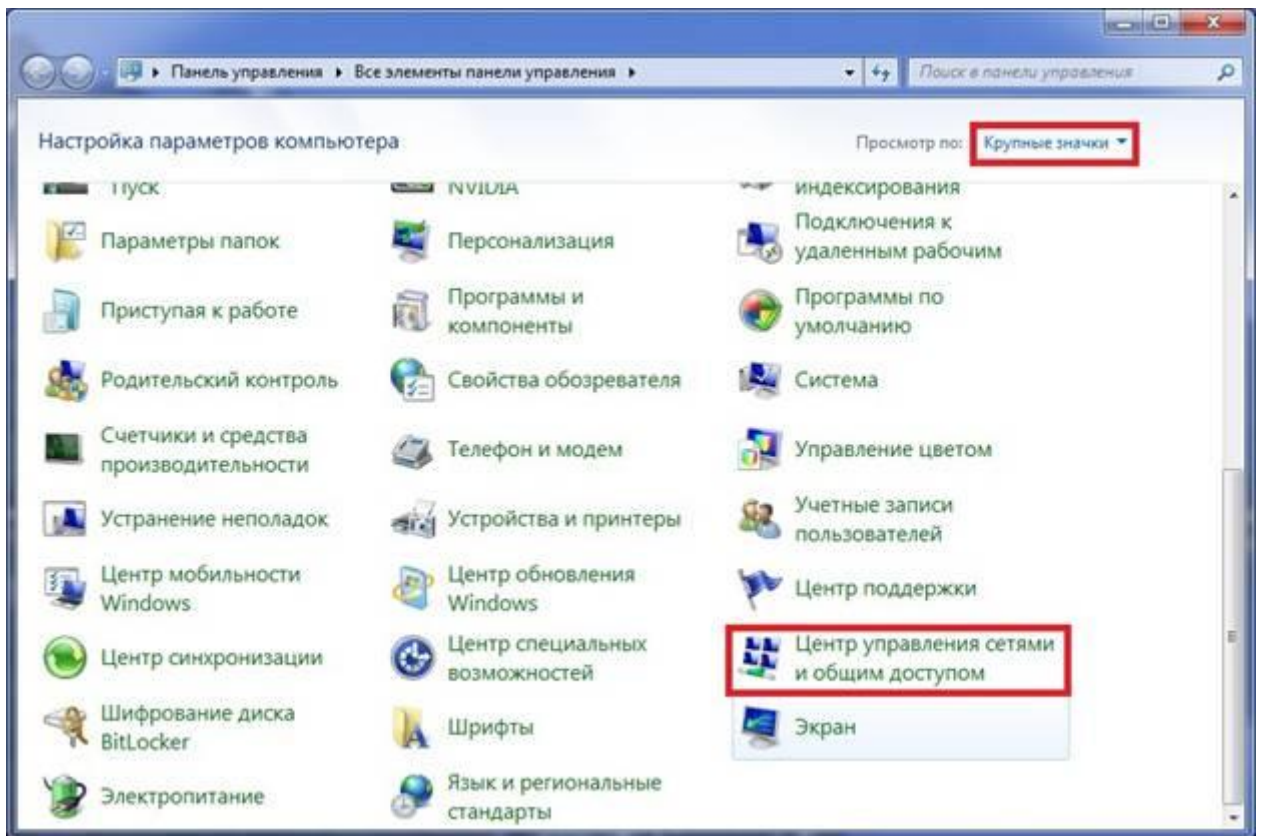 Панель управления ▸ Все элементы панели управления ▸
Поиск в панели управления
Настройка параметров компьютера
Просмотр по: Крупные значки
Пуск
NVIDIA
индексирования
Параметры папок
Персонализация
Подключения к
удаленным рабочим
Приступая к работе
Программы и
компоненты
Программы по
умолчанию
Родительский контроль
Свойства обозревателя
Система
Счетчики и средства
производительности
Телефон и модем
Управление цветом
Устранение неполадок
Устройства и принтеры
Учетные записи
пользователей
Центр мобильности
Windows
Центр обновления
Windows
Центр поддержки
Центр синхронизации
Центр специальных
возможностей
Центр управления сетями
и общим доступом
Шифрование диска
BitLocker
Шрифты
Экран
Электропитание
Язык и региональные
стандарты